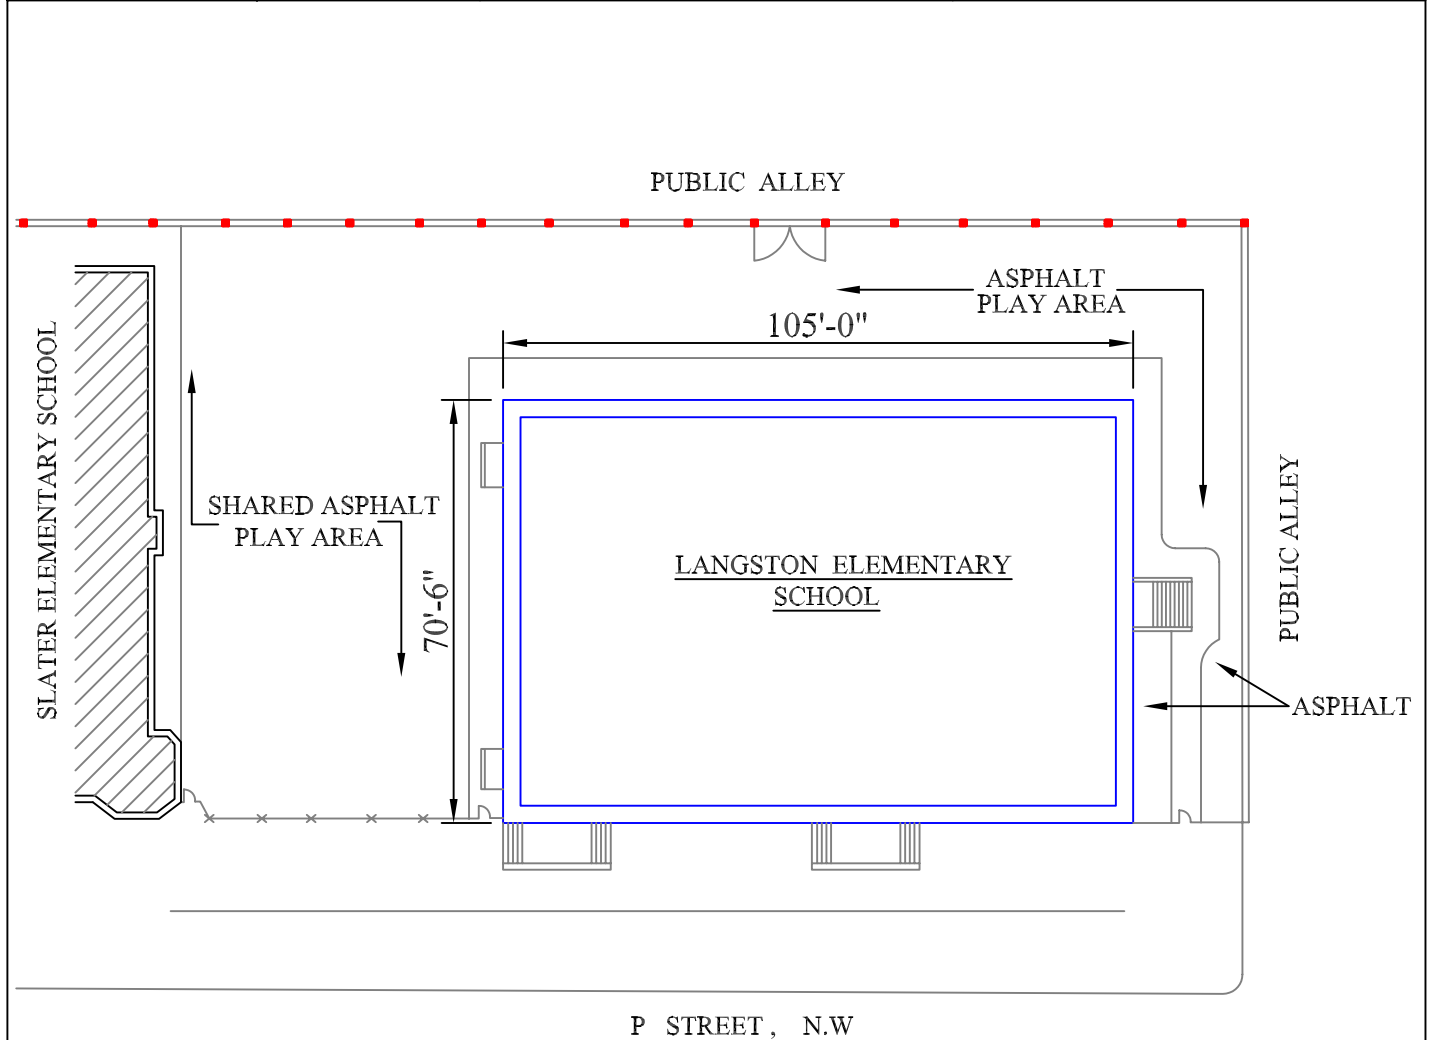 PUBLIC ALLEY
ASPHALT
PLAY AREA
105'-0"
SLATER ELEMENTARY SCHOOL
SHARED ASPHALT
PLAY AREA
70'-6"
LANGSTON ELEMENTARY
SCHOOL
PUBLIC ALLEY
ASPHALT
P STREET, N.W